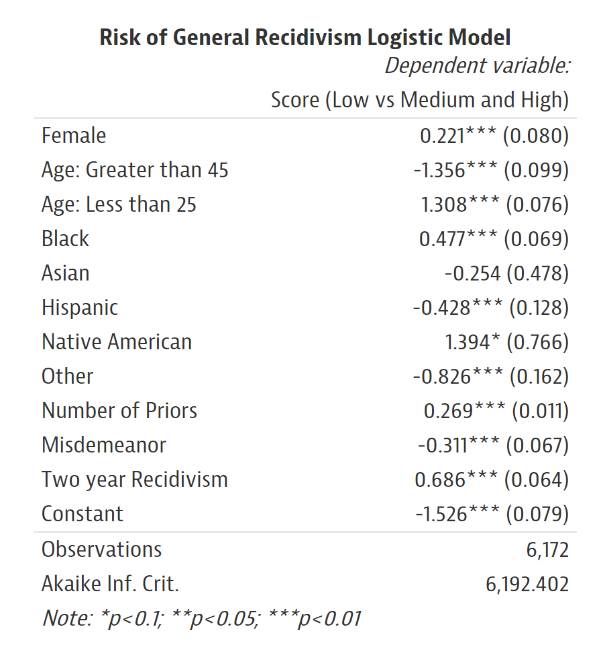 Risk of General Recidivism Logistic Model
Dependent variable:
Score (Low vs Medium and High)
Female 0.221*** (0.080)
Age: Greater than 45 -1.356*** (0.099)
Age: Less than 25 1.308*** (0.076)
Black 0.477*** (0.069)
Asian -0.254 (0.478)
Hispanic -0.428*** (0.128)
Native American 1.394* (0.766)
Other -0.826*** (0.162)
Number of Priors 0.269*** (0.011)
Misdemeanor -0.311*** (0.067)
Two year Recidivism 0.686*** (0.064)
Constant -1.526*** (0.079)
Observations 6,172
Akaike Inf. Crit. 6,192.402
Note: *p<0.1; **p<0.05; ***p<0.01